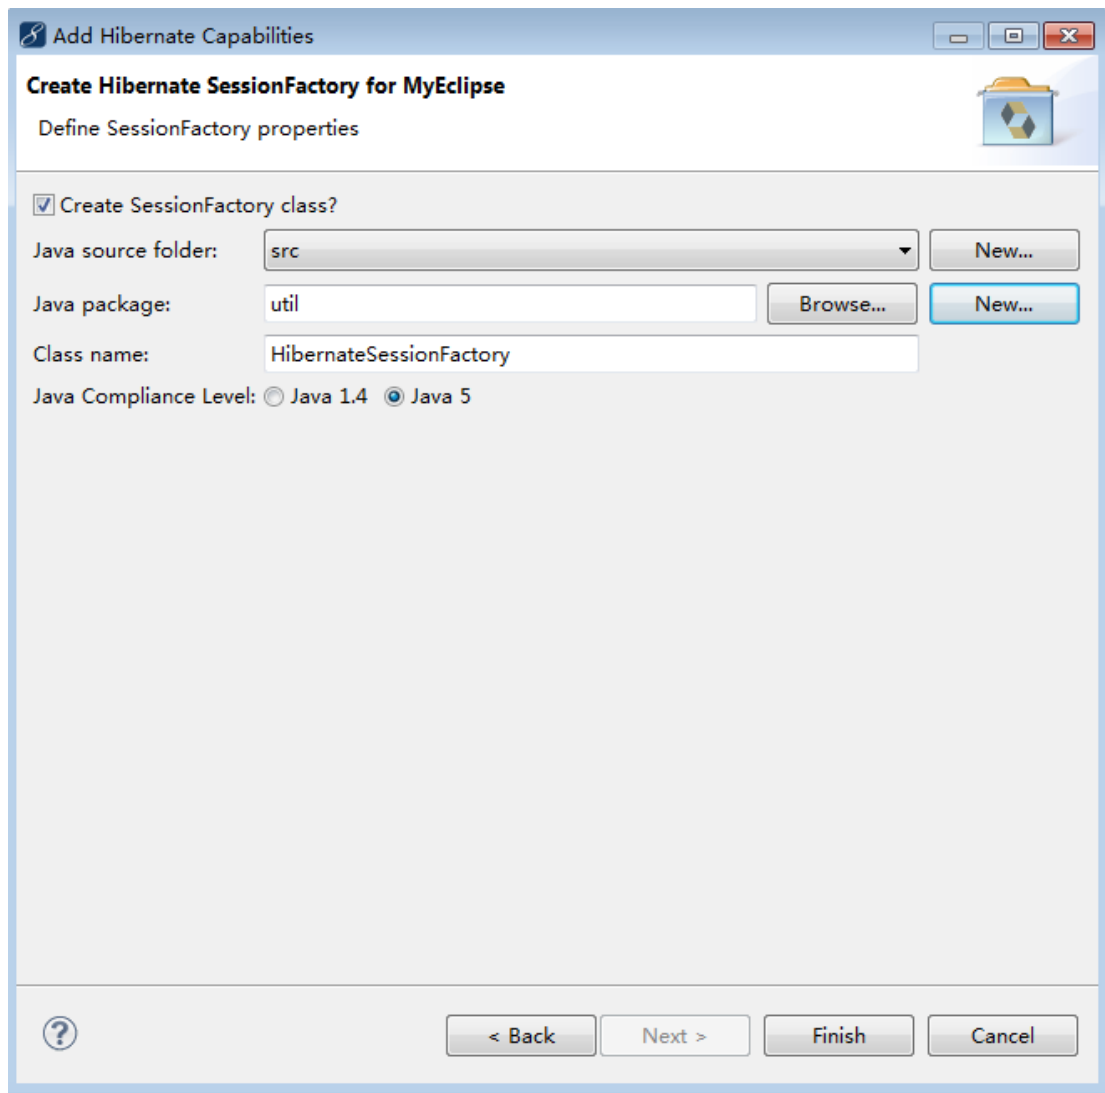 Add Hibernate Capabilities
Create Hibernate SessionFactory for MyEclipse
Define SessionFactory properties
Create SessionFactory class?
Java source folder: src New...
Java package: util Browse... New...
Class name: HibernateSessionFactory
Java Compliance Level: Java 1.4 Java 5
? < Back Next > Finish Cancel